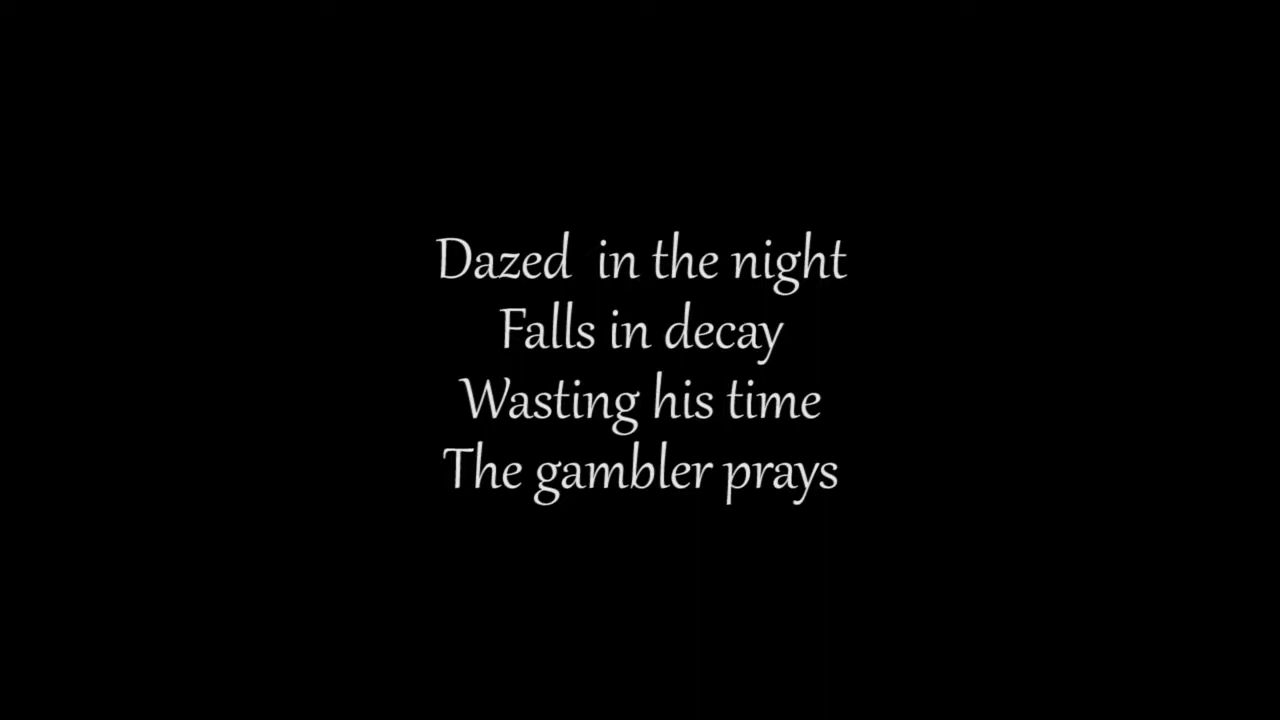 Dazed  in the night
Falls in decay
Wasting his time
The gambler prays